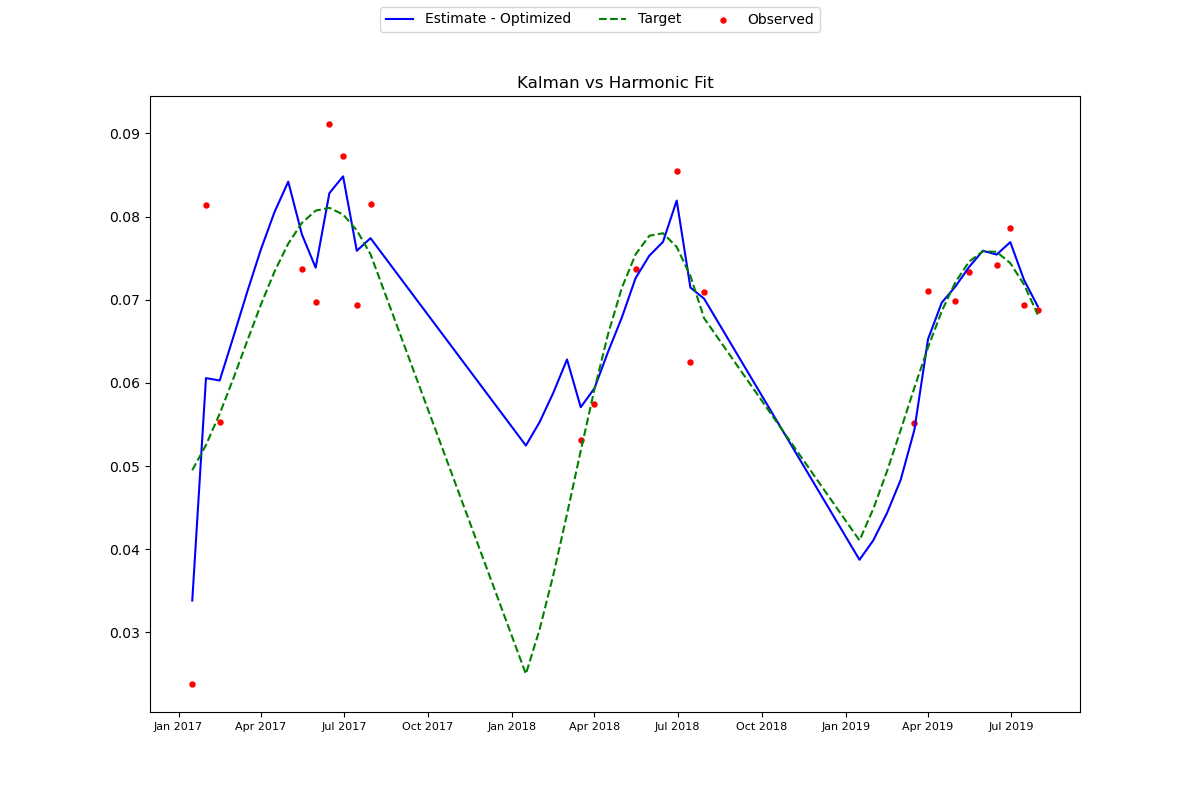 Estimate - Optimized Target Observed
Kalman vs Harmonic Fit
0.09
0.08
0.07
0.06
0.05
0.04
0.03
Jan 2017 Apr 2017 Jul 2017 Oct 2017 Jan 2018 Apr 2018 Jul 2018 Oct 2018 Jan 2019 Apr 2019 Jul 2019